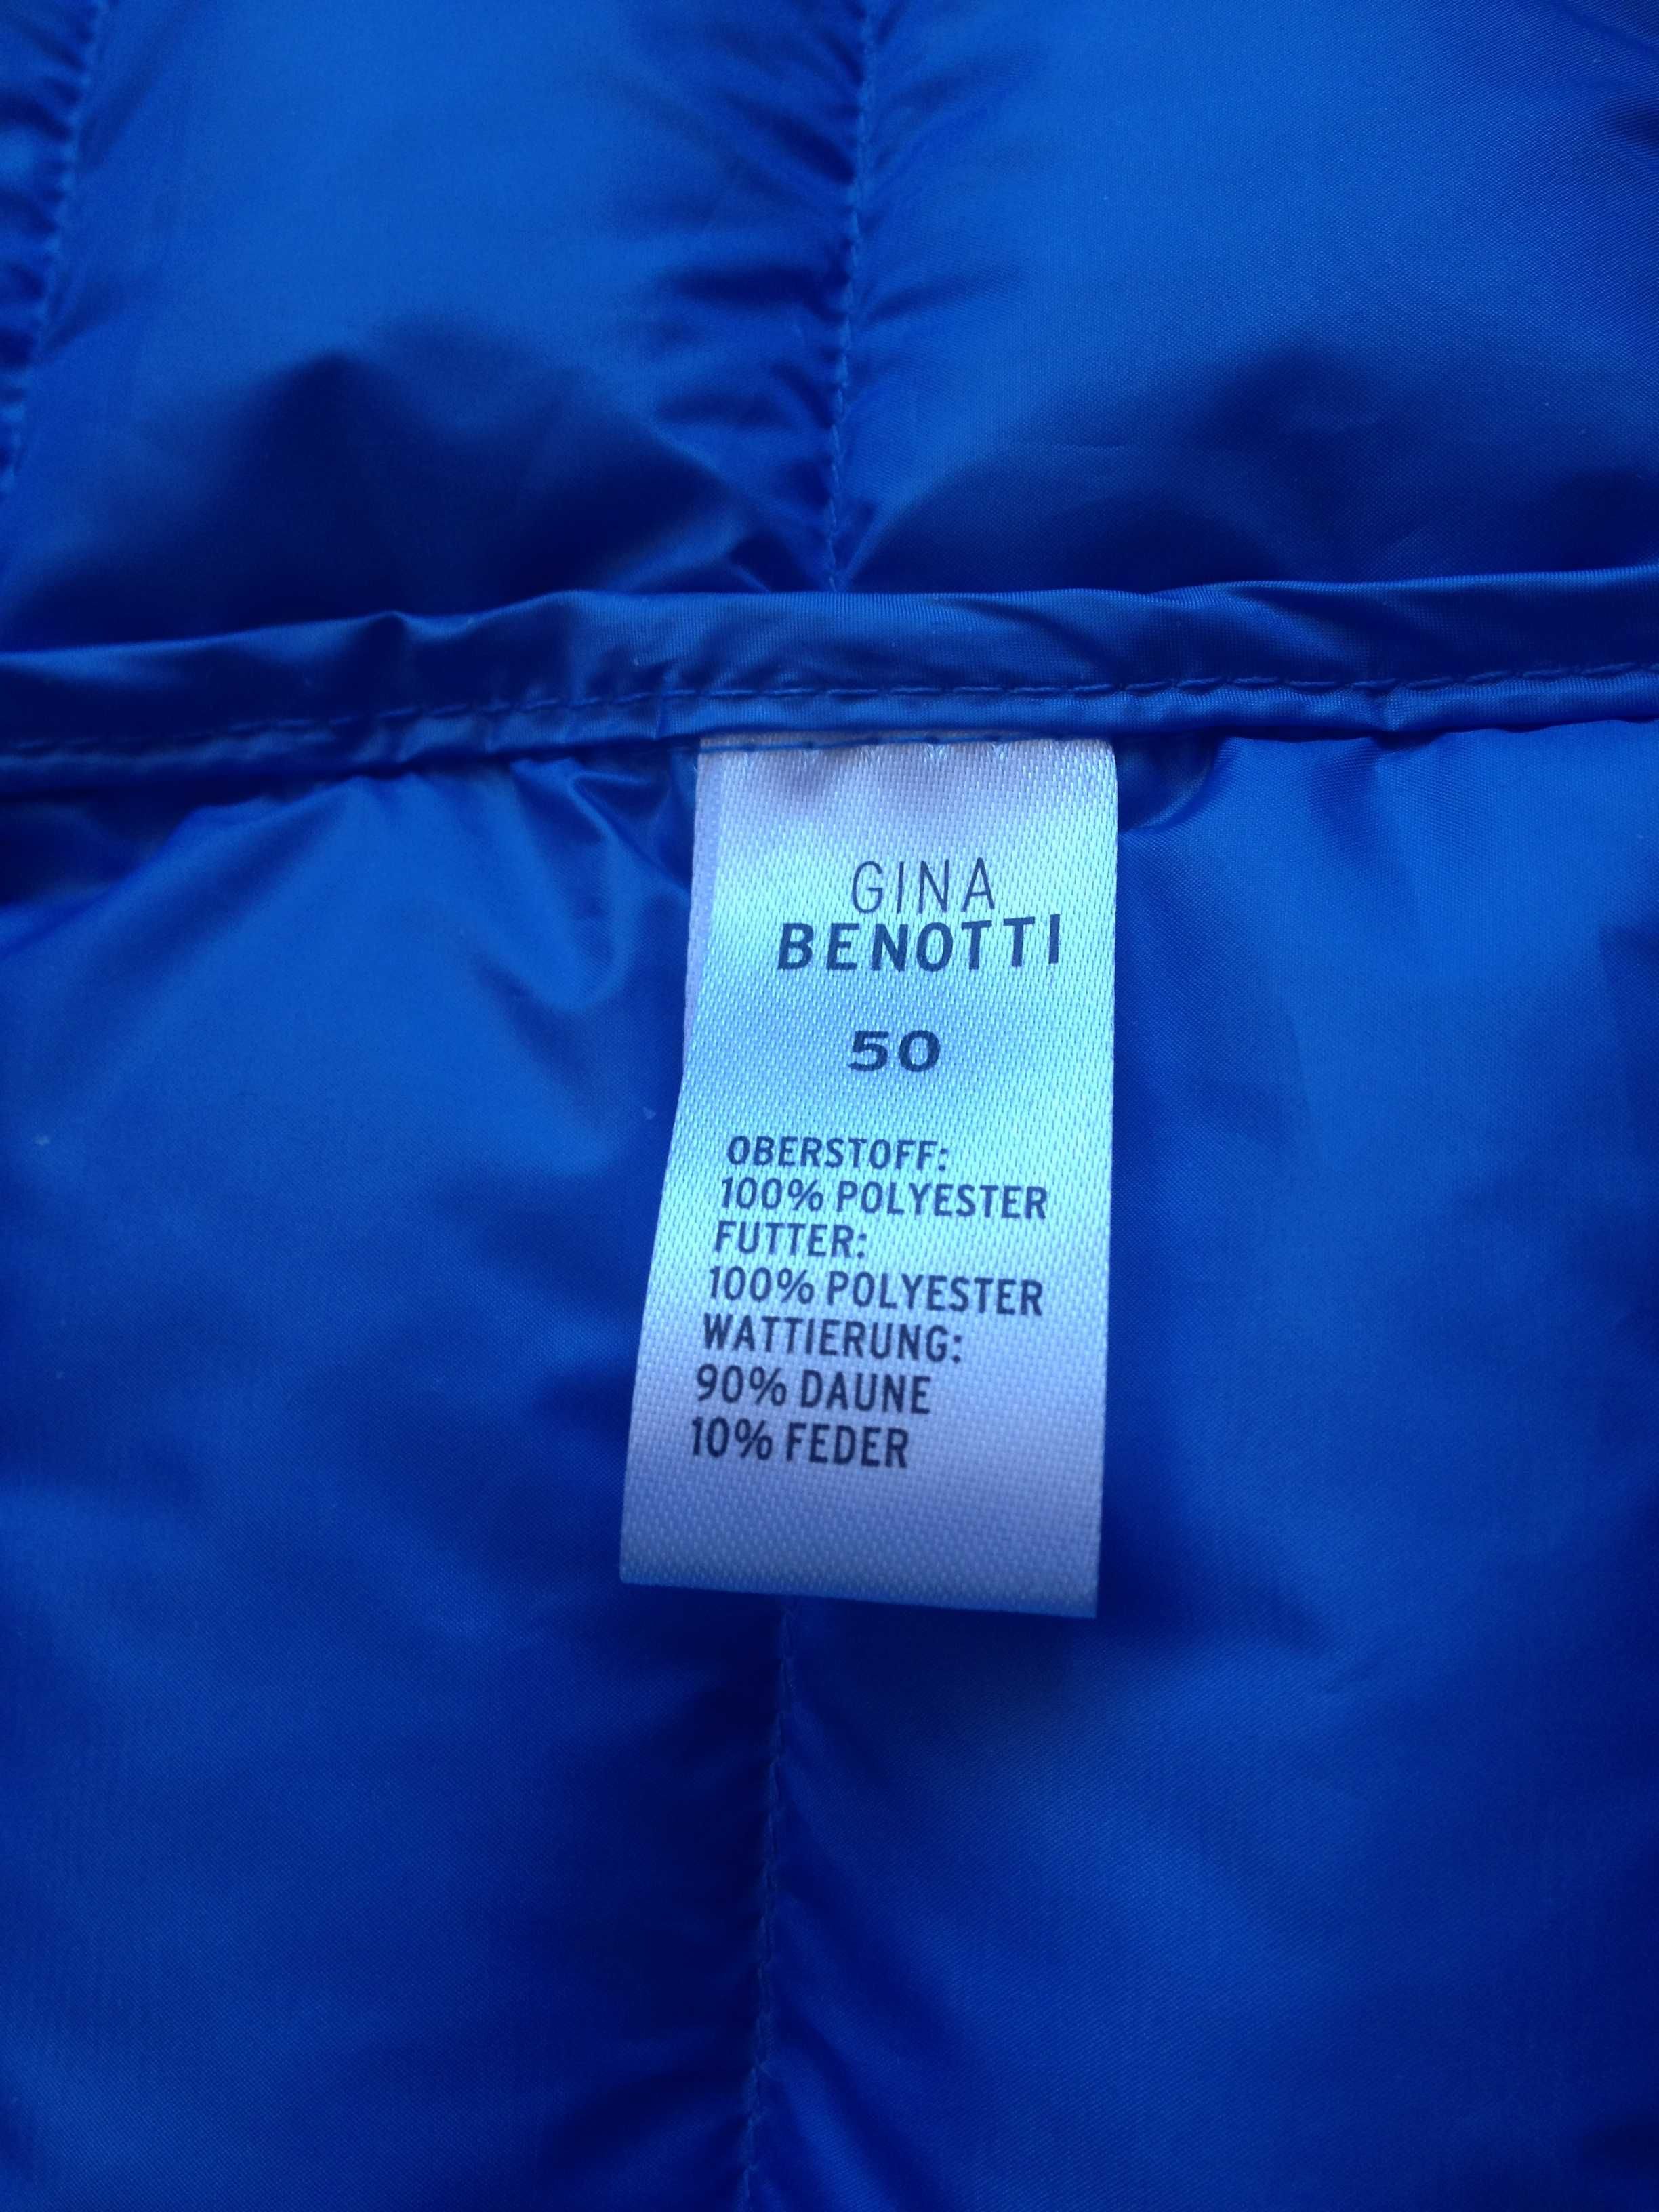 GINA
BENOTTI
50
OBERSTOFF:
100% POLYESTER
FUTTER:
100% POLYESTER
WATTIERUNG:
90% DAUNE
10% FEDER